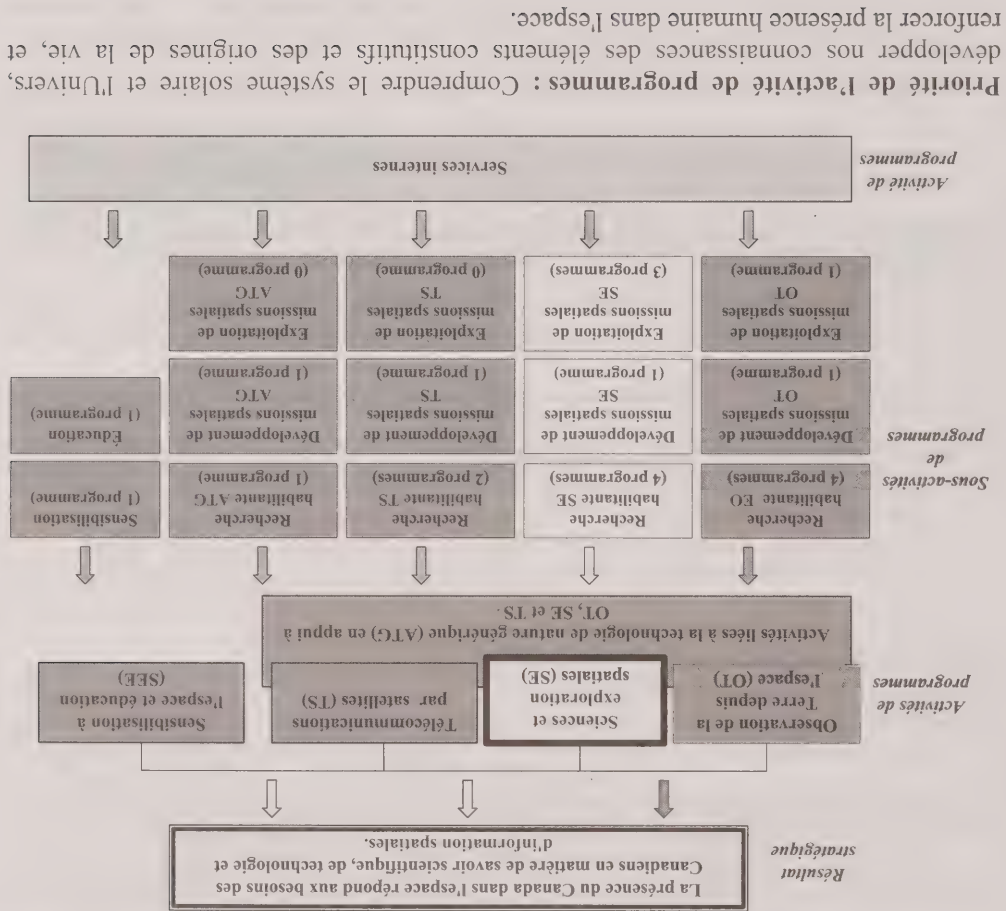 Résultat
stratégique
La présence du Canada dans l'espace répond aux besoins des
Canadiens en matière de savoir scientifique, de technologie et
d'information spatiales.
Activités de
programmes
Sensibilisation à
l'espace et éducation
(SEE)
Télécommunications
par satellites (TS)
Sciences et
exploration
spatiales (SE)
Observation de la
Terre depuis
l'espace (OT)
Activités liées à la technologie de nature générique (ATG) en appui à
OT, SE et TS.
Sous-activités
de
programmes
Sensibilisation
(1 programme)
Recherche
habilitante ATG
(1 programme)
Recherche
habilitante TS
(2 programmes)
Recherche
habilitante SE
(4 programmes)
Recherche
habilitante EO
(4 programmes)
Éducation
(1 programme)
Développement de
missions spatiales
ATG
(1 programme)
Développement de
missions spatiales
TS
(1 programme)
Développement de
missions spatiales
SE
(1 programme)
Développement de
missions spatiales
OT
(1 programme)
Exploitation de
missions spatiales
ATG
(0 programme)
Exploitation de
missions spatiales
TS
(0 programme)
Exploitation de
missions spatiales
SE
(3 programmes)
Exploitation de
missions spatiales
OT
(1 programme)
Activité de
programmes
Services internes
Priorité de l'activité de programmes : Comprendre le système solaire et l'Univers,
développer nos connaissances des éléments constitutifs et des origines de la vie, et
renforcer la présence humaine dans l'espace.